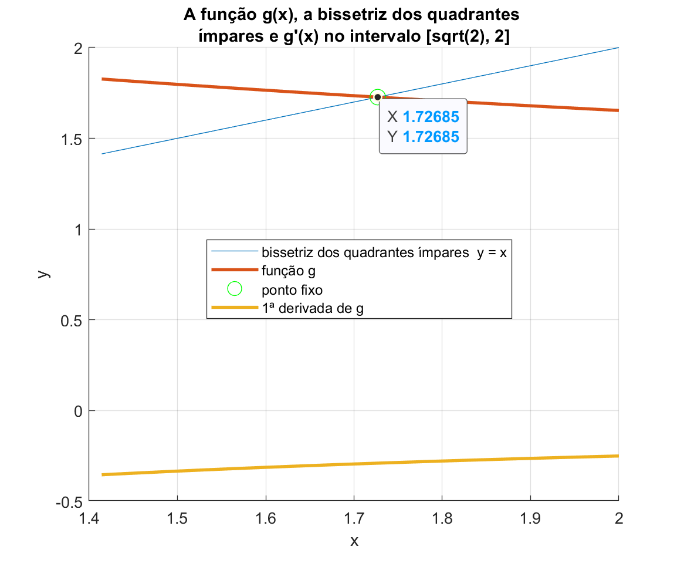 A função g(x), a bissetriz dos quadrantes
ímpares e g'(x) no intervalo [sqrt(2), 2]
2
1.5
1
0.5
0
-0.5
y
X 1.72685
Y 1.72685
bissetriz dos quadrantes ímpares y = x
função g
ponto fixo
1ª derivada de g
1.4 1.5 1.6 1.7 1.8 1.9 2
x